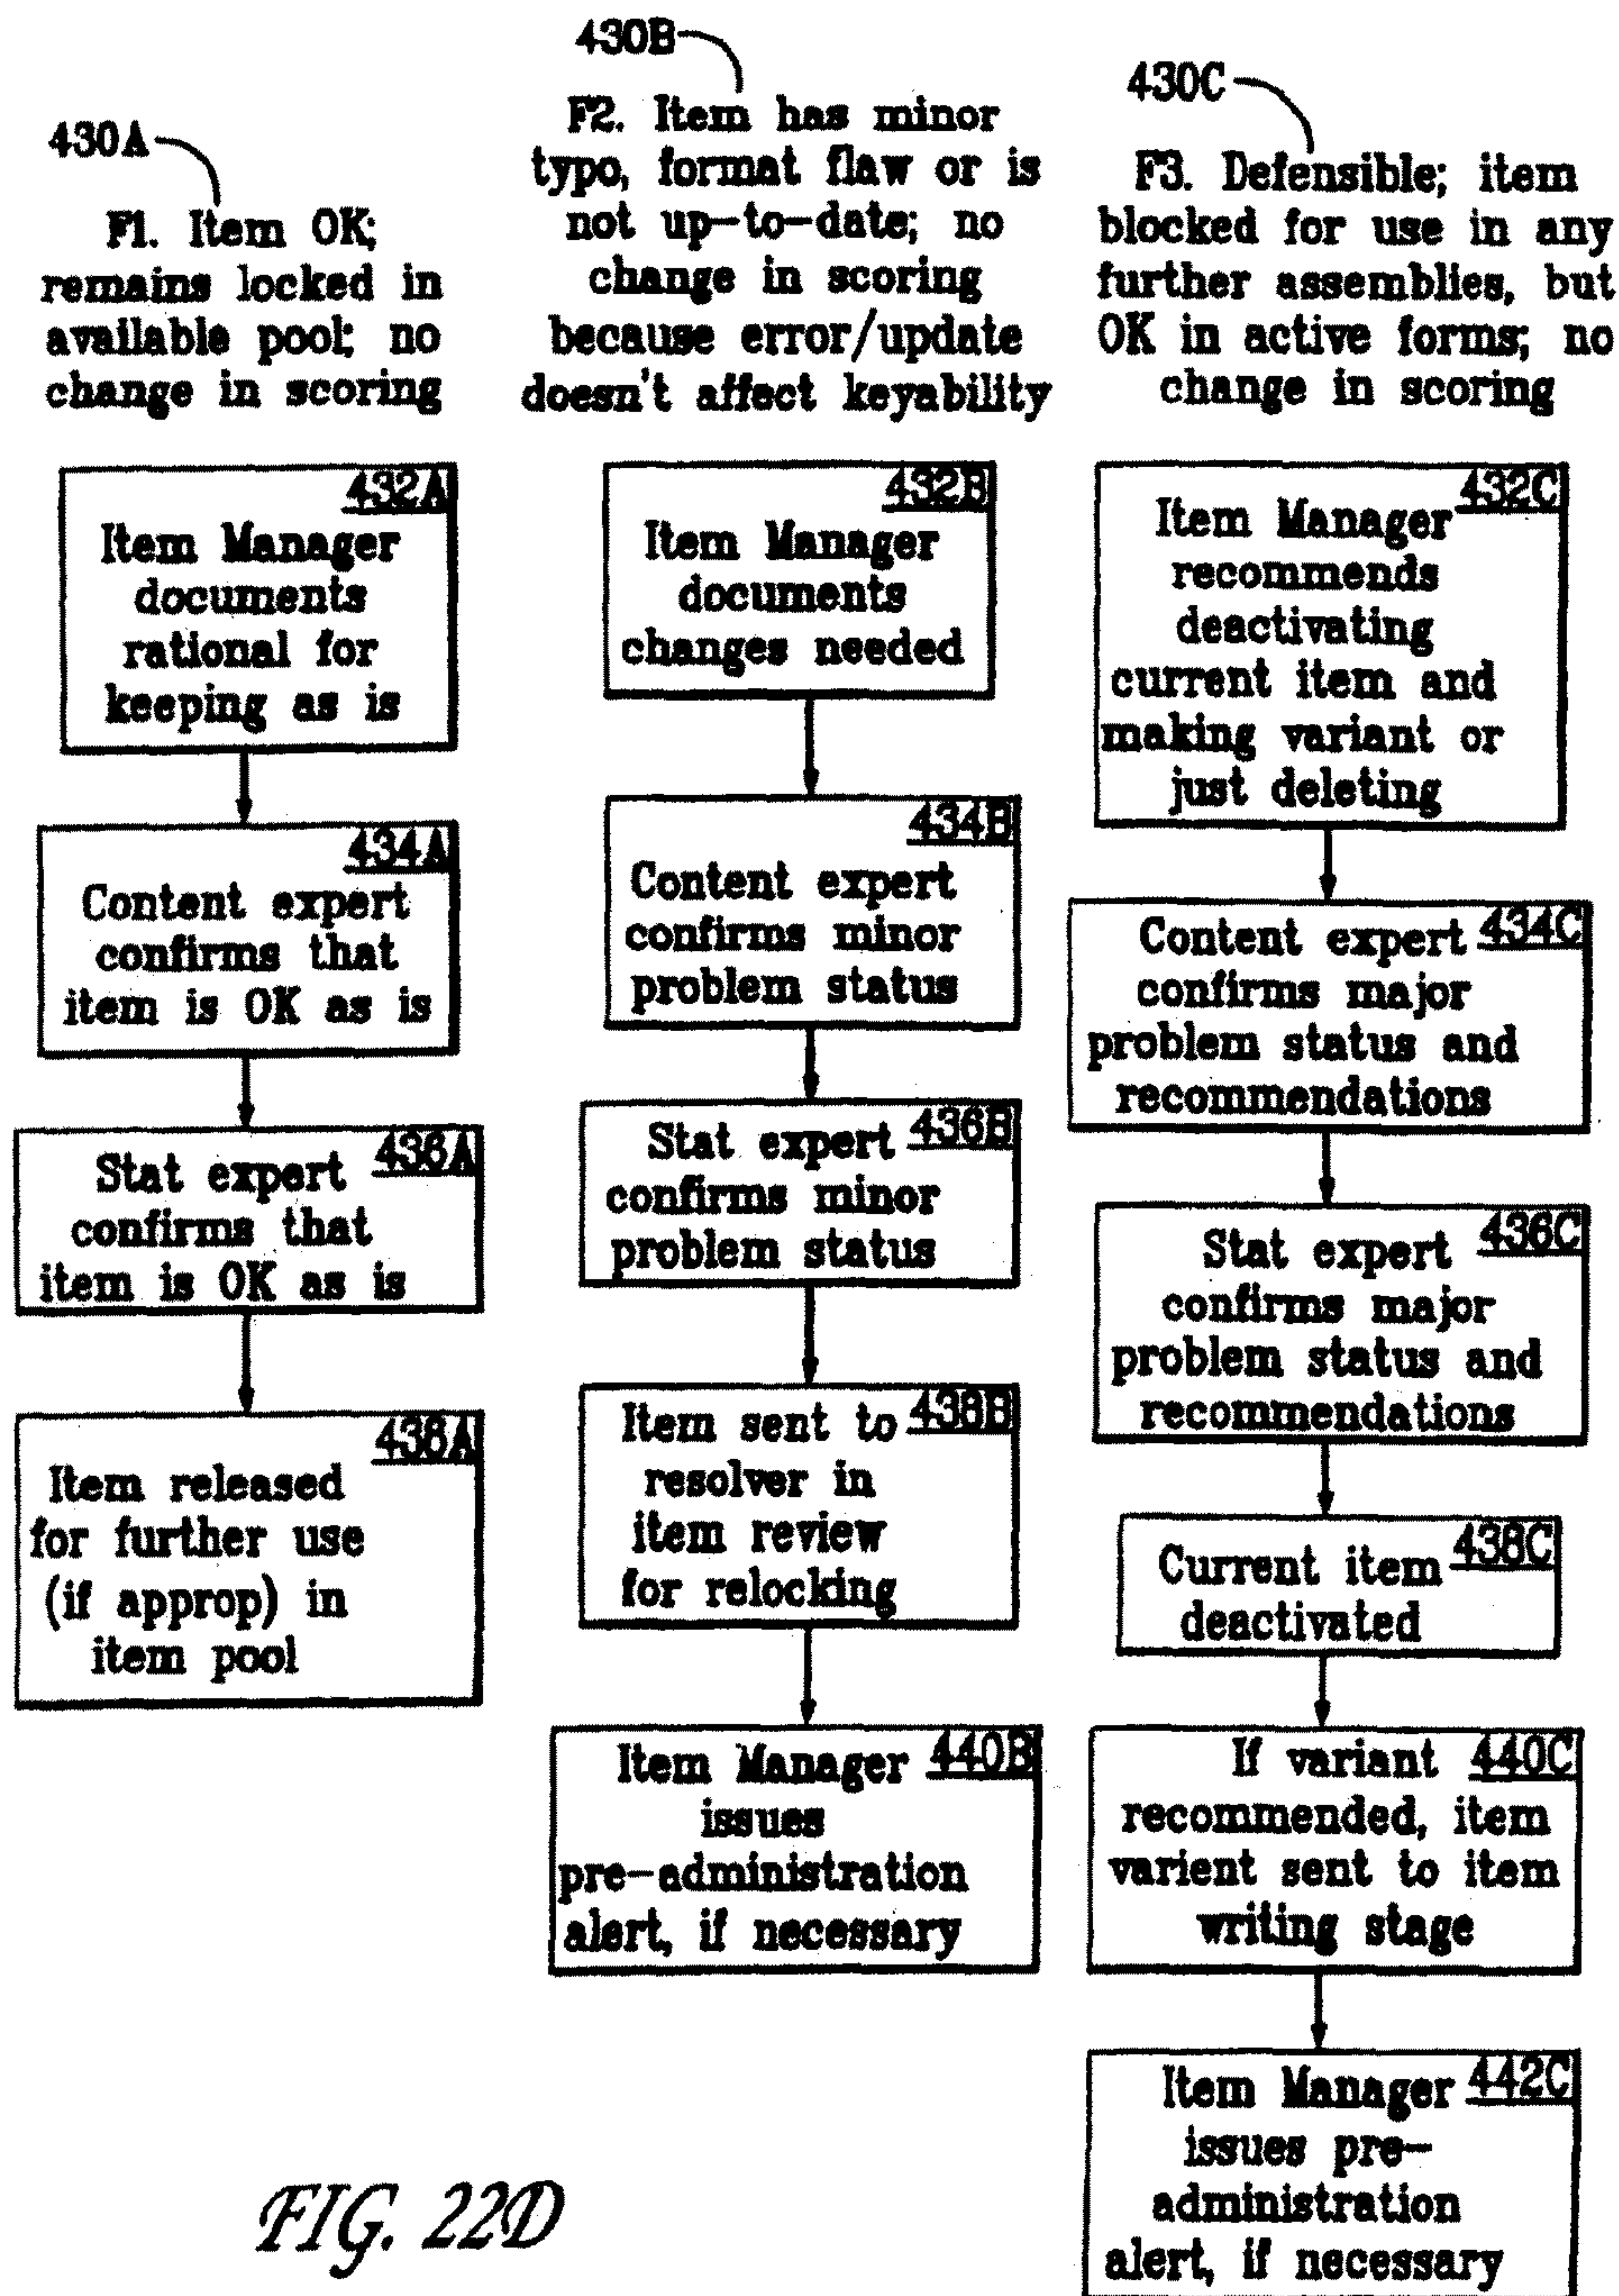 430A
F1. Item OK;
remains locked in
available pool; no
change in scoring
432A
Item Manager
documents
rational for
keeping as is
434A
Content expert
confirms that
item is OK as is
436A
Stat expert
confirms that
item is OK as is
438A
Item released
for further use
(if approp) in
item pool
430B
F2. Item has minor
typo, format flaw or is
not up-to-date; no
change in scoring
because error/update
doesn't affect keyability
432B
Item Manager
documents
changes needed
434B
Content expert
confirms minor
problem status
436B
Stat expert
confirms minor
problem status
438B
Item sent to
resolver in
item review
for relocking
440B
Item Manager
issues
pre-administration
alert, if necessary
430C
F3. Defensible; item
blocked for use in any
further assemblies, but
OK in active forms; no
change in scoring
432C
Item Manager
recommends
deactivating
current item and
making variant or
just deleting
434C
Content expert
confirms major
problem status and
recommendations
436C
Stat expert
confirms major
problem status and
recommendations
438C
Current item
deactivated
440C
If variant
recommended, item
varient sent to item
writing stage
442C
Item Manager
issues pre-
administration
alert, if necessary
FIG. 22D